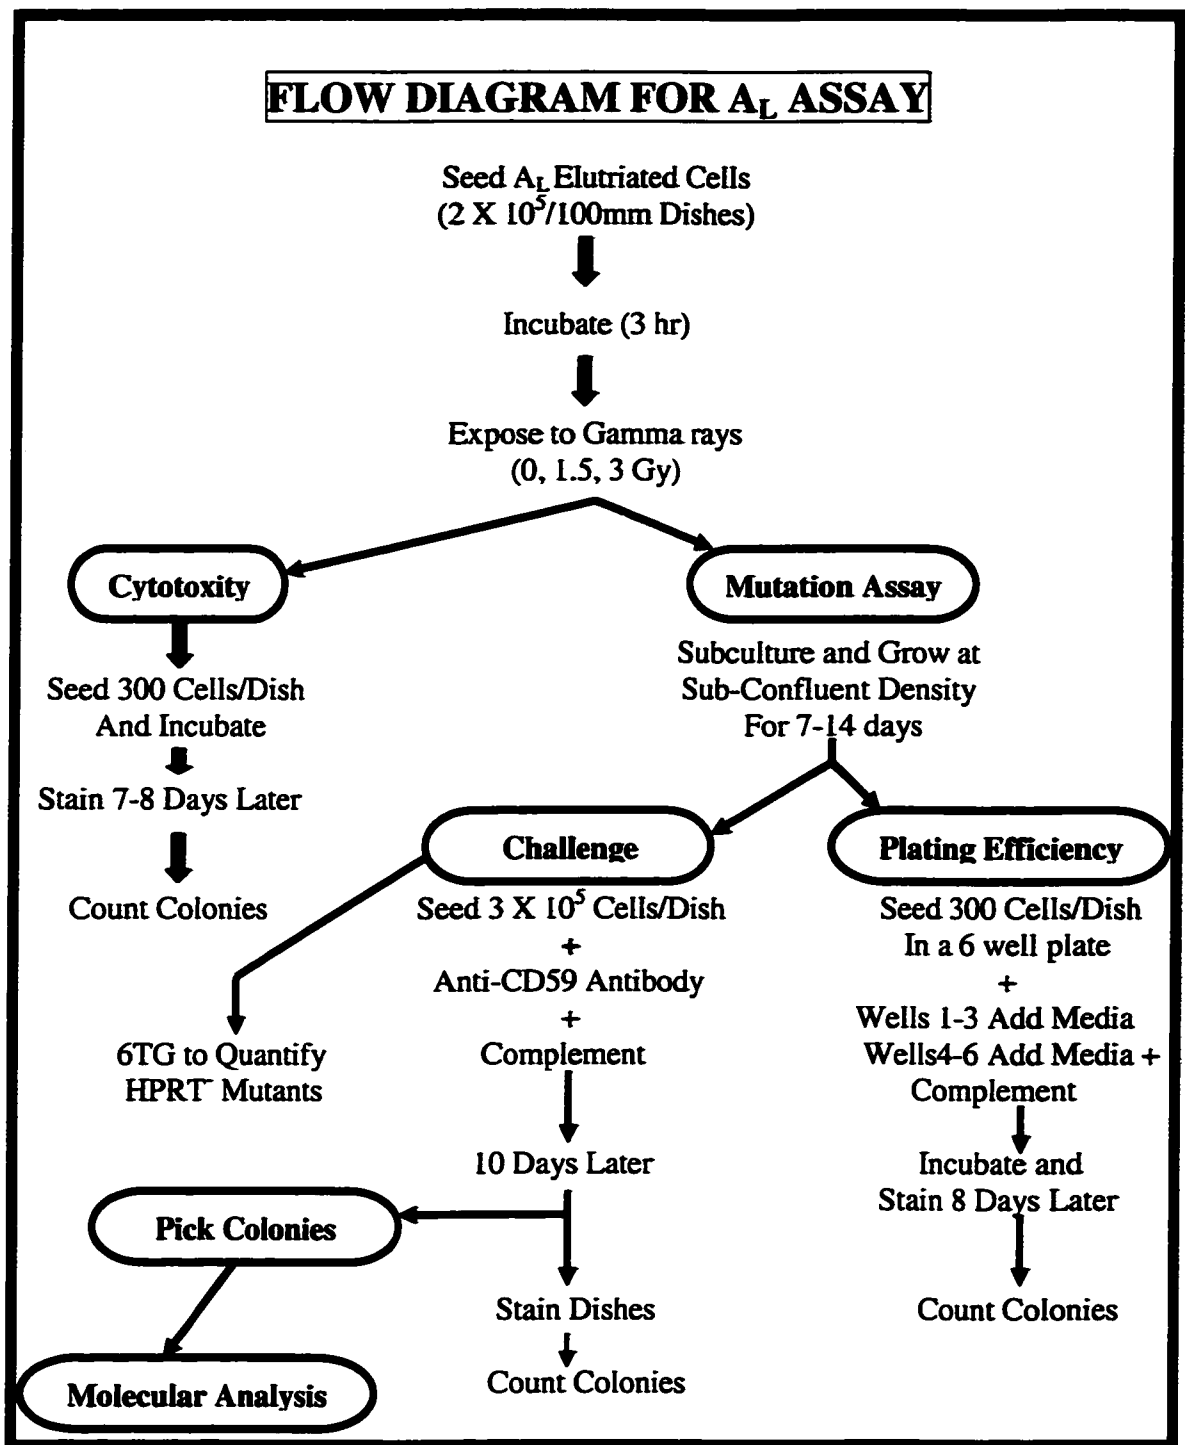 FLOW DIAGRAM FOR A_L ASSAY
Seed A_L Elutriated Cells
(2 X 10^5/100mm Dishes)
Incubate (3 hr)
Expose to Gamma rays
(0, 1.5, 3 Gy)
Cytotoxity
Seed 300 Cells/Dish
And Incubate
Stain 7-8 Days Later
Count Colonies
Mutation Assay
Subculture and Grow at
Sub-Confluent Density
For 7-14 days
Challenge
Seed 3 X 10^5 Cells/Dish
+
Anti-CD59 Antibody
+
Complement
10 Days Later
6TG to Quantify
HPRT^- Mutants
Pick Colonies
Molecular Analysis
Stain Dishes
Count Colonies
Plating Efficiency
Seed 300 Cells/Dish
In a 6 well plate
+
Wells 1-3 Add Media
Wells4-6 Add Media +
Complement
Incubate and
Stain 8 Days Later
Count Colonies